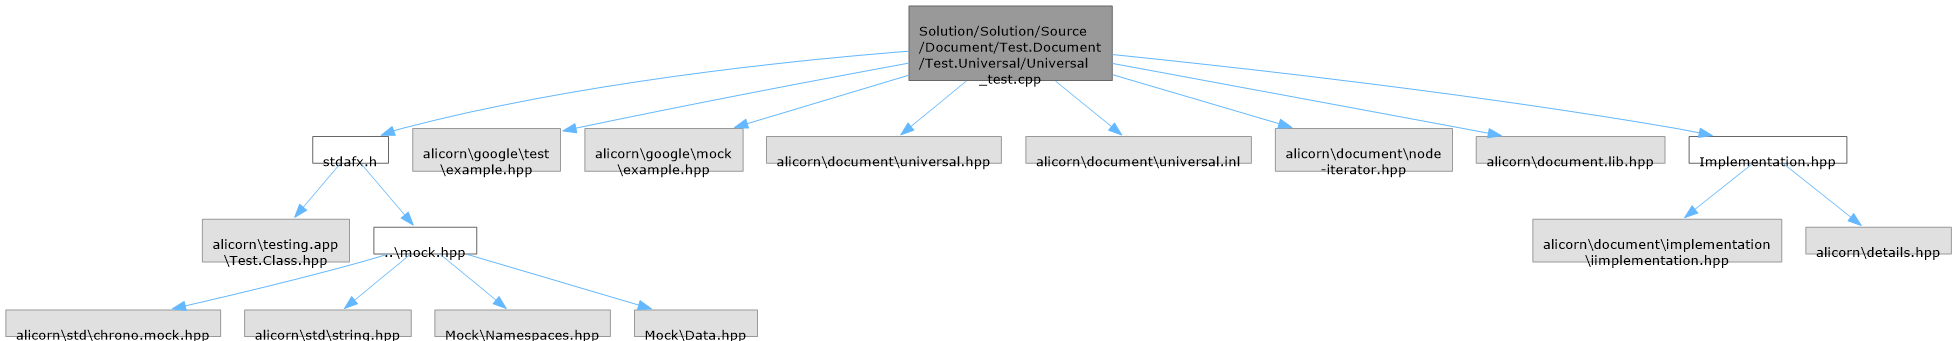 Solution/Solution/Source
/Document/Test.Document
/Test.Universal/Universal
_test.cpp
stdafx.h
alicorn\google\test
\example.hpp
alicorn\google\mock
\example.hpp
alicorn\document\universal.hpp
alicorn\document\universal.inl
alicorn\document\node
-iterator.hpp
alicorn\document.lib.hpp
Implementation.hpp
alicorn\testing.app
\Test.Class.hpp
..\mock.hpp
alicorn\document\implementation
\iimplementation.hpp
alicorn\details.hpp
alicorn\std\chrono.mock.hpp
alicorn\std\string.hpp
Mock\Namespaces.hpp
Mock\Data.hpp